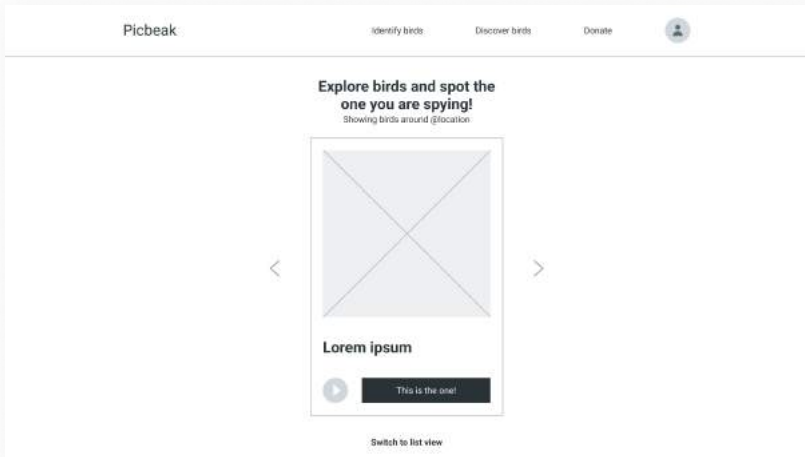 Picbeak
Identify birds
Discover birds
Donate
Explore birds and spot the
one you are spying!
Showing birds around @location
Lorem ipsum
This is the one!
Switch to list view